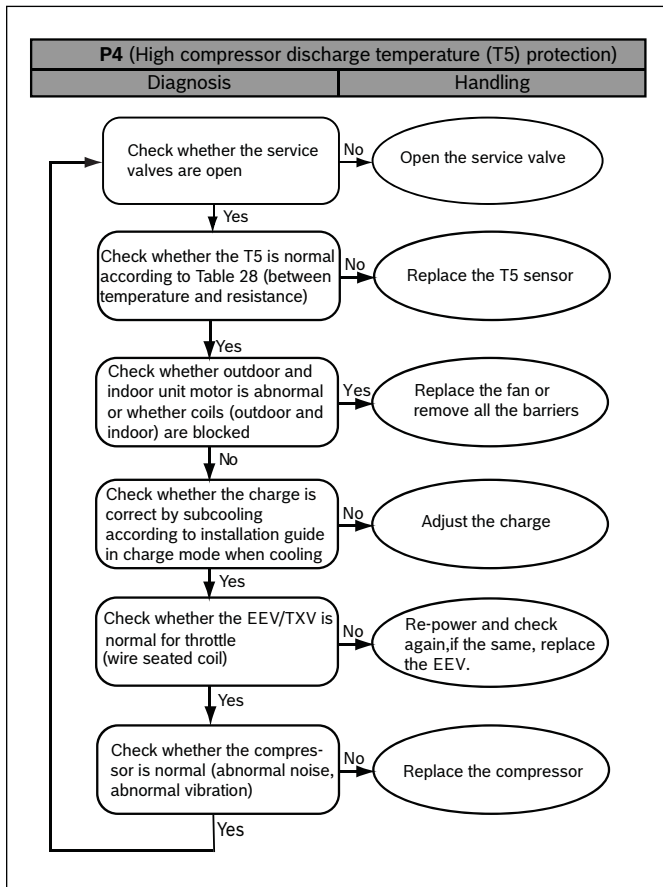 P4 (High compressor discharge temperature (T5) protection)
Diagnosis
Handling
Check whether the service
valves are open
No
Open the service valve
Yes
Check whether the T5 is normal
according to Table 28 (between
temperature and resistance)
No
Replace the T5 sensor
Yes
Check whether outdoor and
indoor unit motor is abnormal
or whether coils (outdoor and
indoor) are blocked
Yes
Replace the fan or
remove all the barriers
No
Check whether the charge is
correct by subcooling
according to installation guide
in charge mode when cooling
No
Adjust the charge
Yes
Check whether the EEV/TXV is
normal for throttle
(wire seated coil)
No
Re-power and check
again,if the same, replace
the EEV.
Yes
Check whether the compres-
sor is normal (abnormal noise,
abnormal vibration)
No
Replace the compressor
Yes